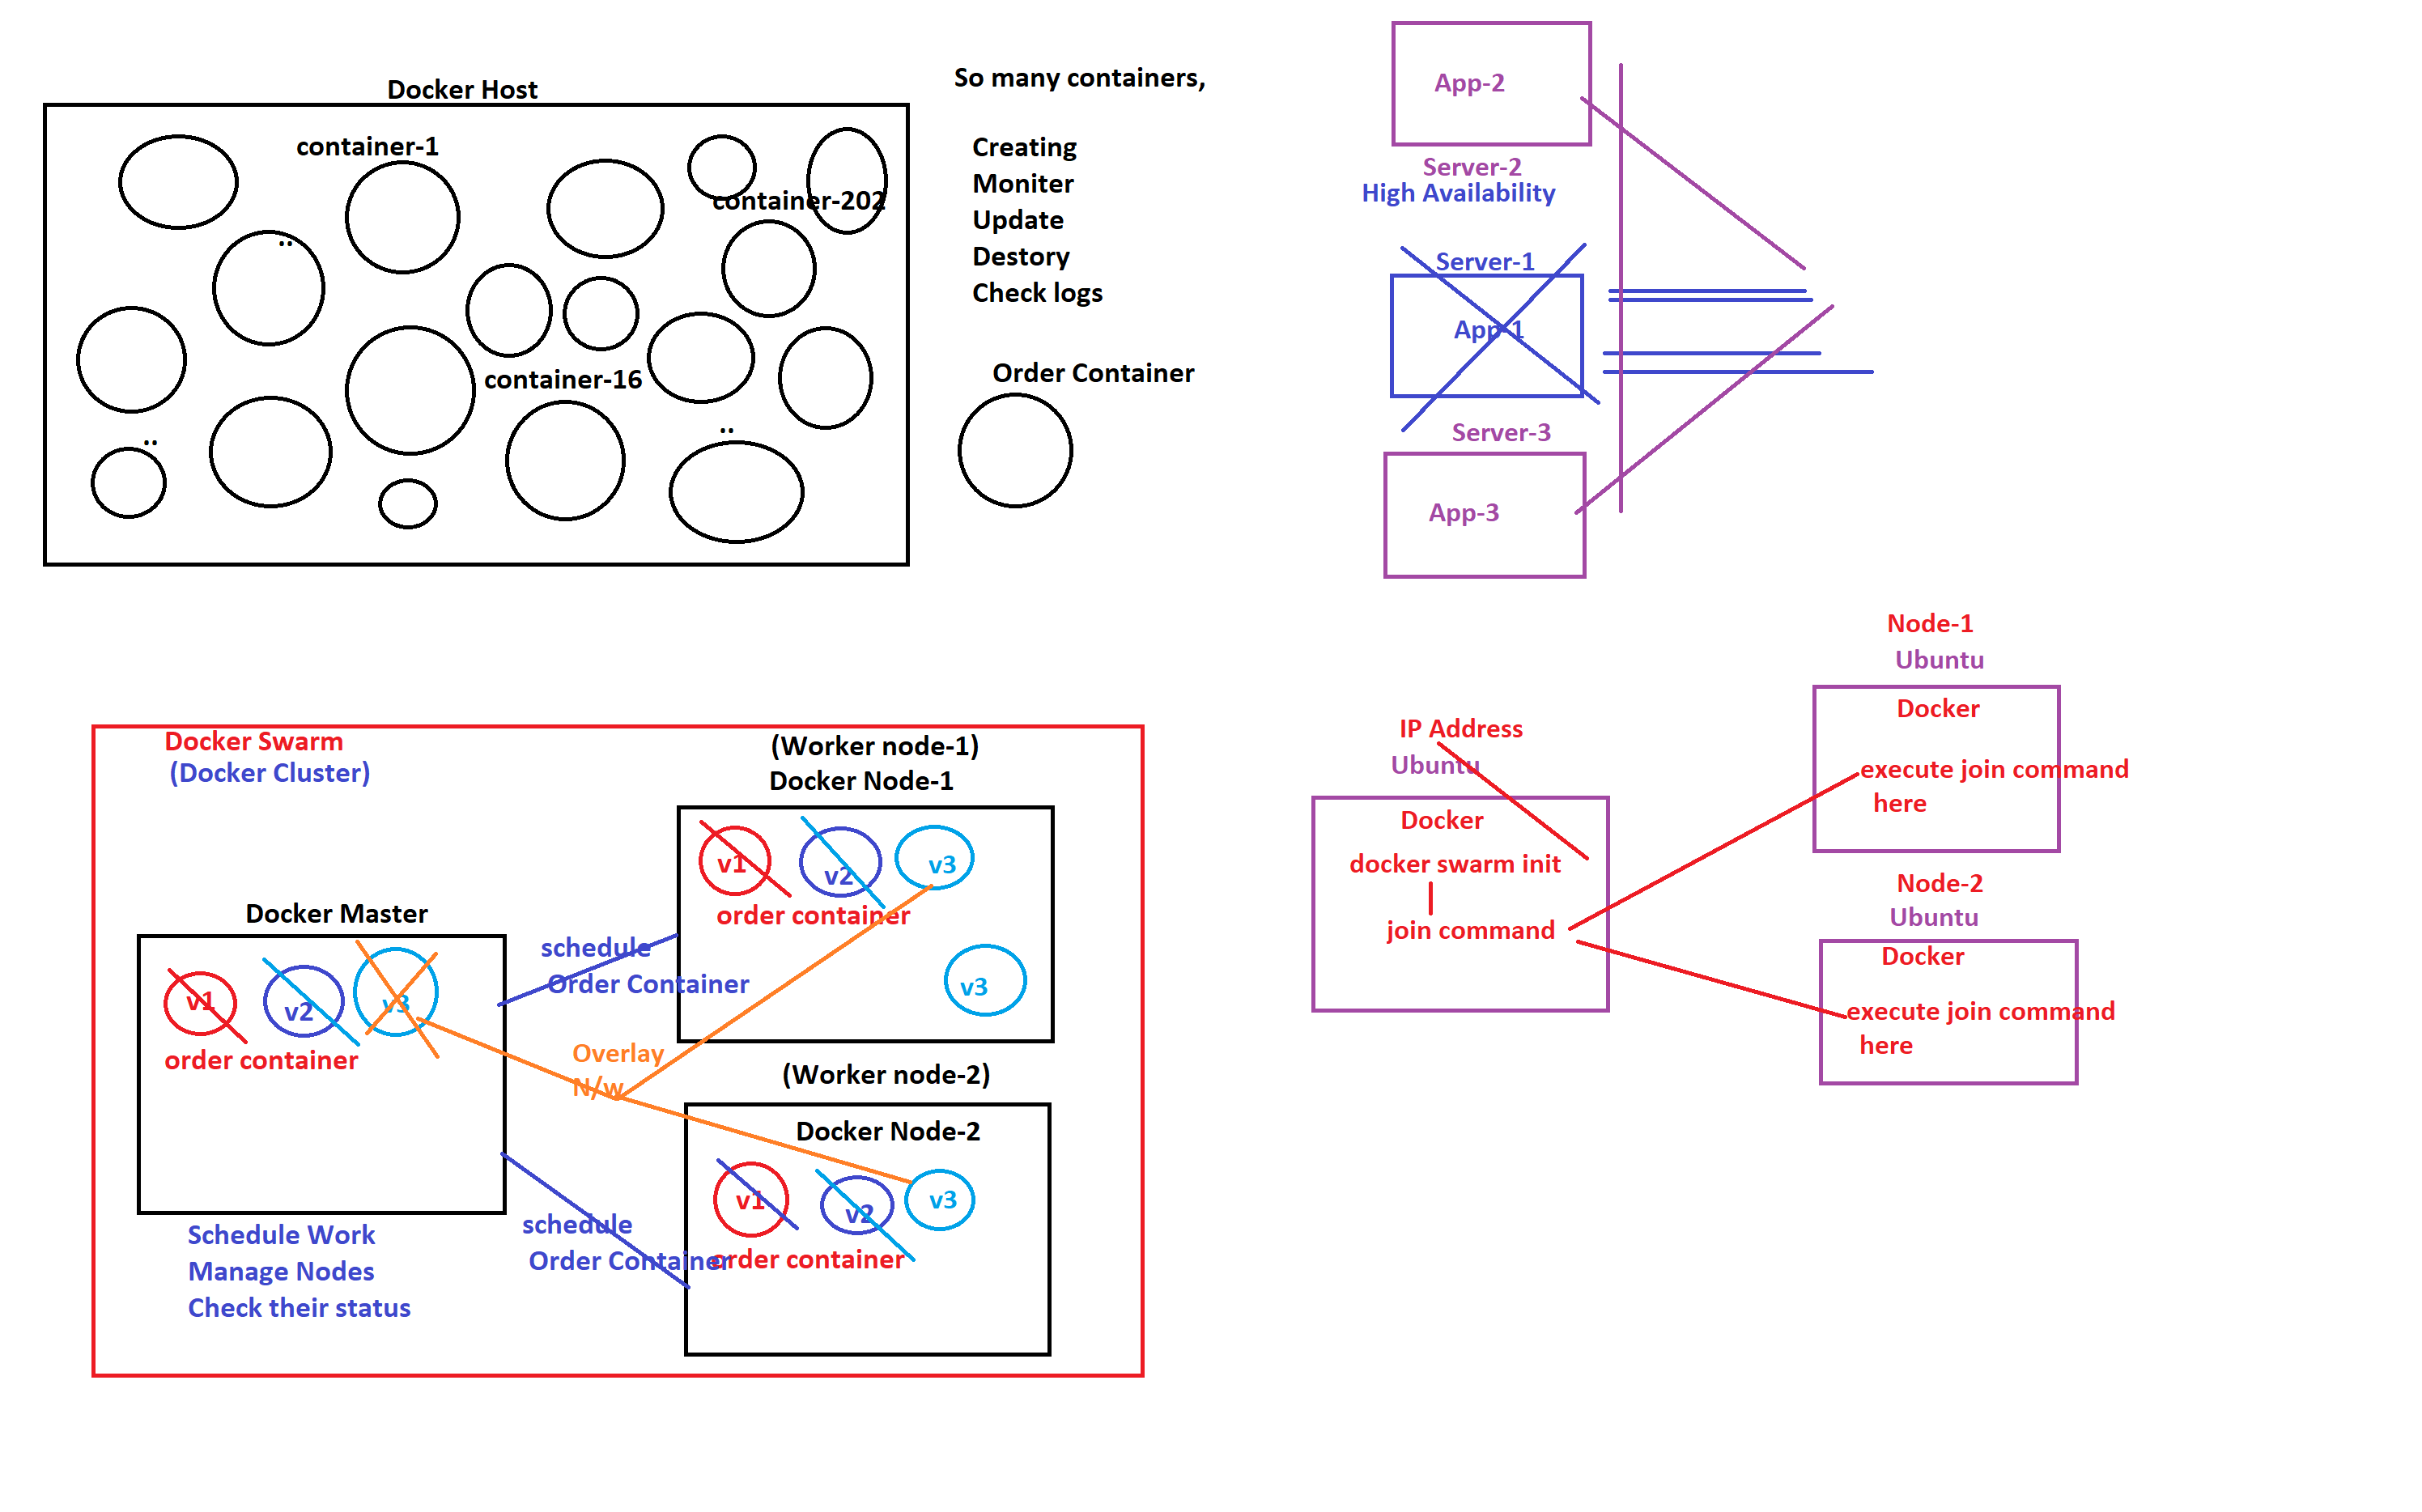 Docker Host
container-1
container-202
..
container-16
..
..
So many containers,
Creating
Moniter
Update
Destory
Check logs
Order Container
App-2
Server-2
High Availability
Server-1
App-1
Server-3
App-3
Docker Swarm
(Docker Cluster)
Docker Master
v1
v2
v3
order container
Schedule Work
Manage Nodes
Check their status
schedule
Order Container
Overlay
N/w
schedule
Order Container
(Worker node-1)
Docker Node-1
v1
v2
v3
order container
v3
(Worker node-2)
Docker Node-2
v1
v2
v3
order container
IP Address
Ubuntu
Docker
docker swarm init
join command
Node-1
Ubuntu
Docker
execute join command
here
Node-2
Ubuntu
Docker
execute join command
here